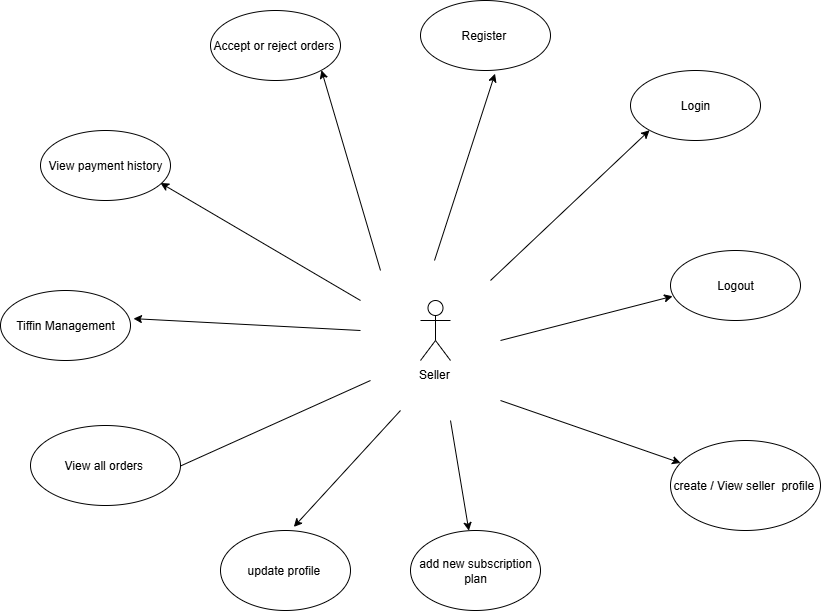 Register
Accept or reject orders
Login
View payment history
Logout
Tiffin Management
Seller
View all orders
create / View seller  profile
add new subscription
plan
update profile